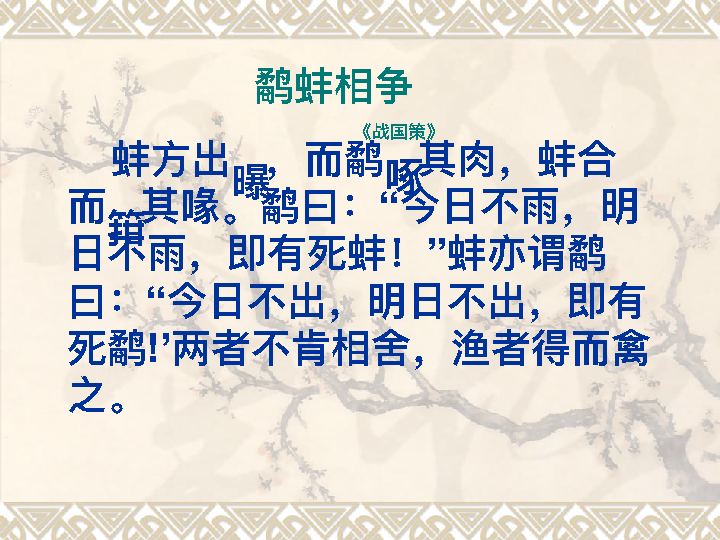 鹬蚌相争
《战国策》
蚌方出曝，而鹬啄其肉，蚌合
而箝其喙。鹬曰：“今日不雨，明
日不雨，即有死蚌！”蚌亦谓鹬
曰：“今日不出，明日不出，即有
死鹬!’两者不肯相舍，渔者得而禽
之。